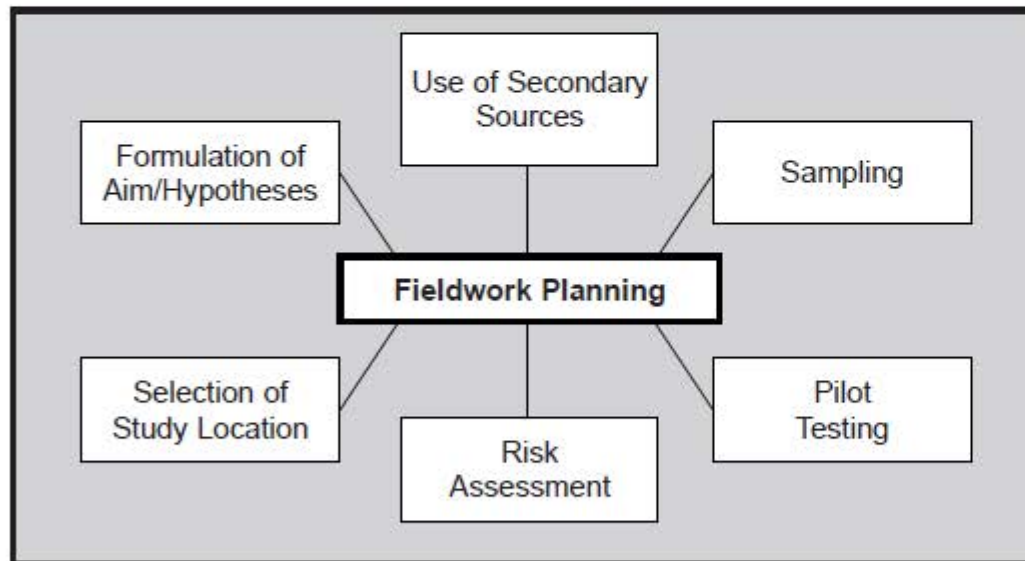 Use of Secondary
Sources
Formulation of
Aim/Hypotheses
Sampling
Fieldwork Planning
Selection of
Study Location
Risk
Assessment
Pilot
Testing